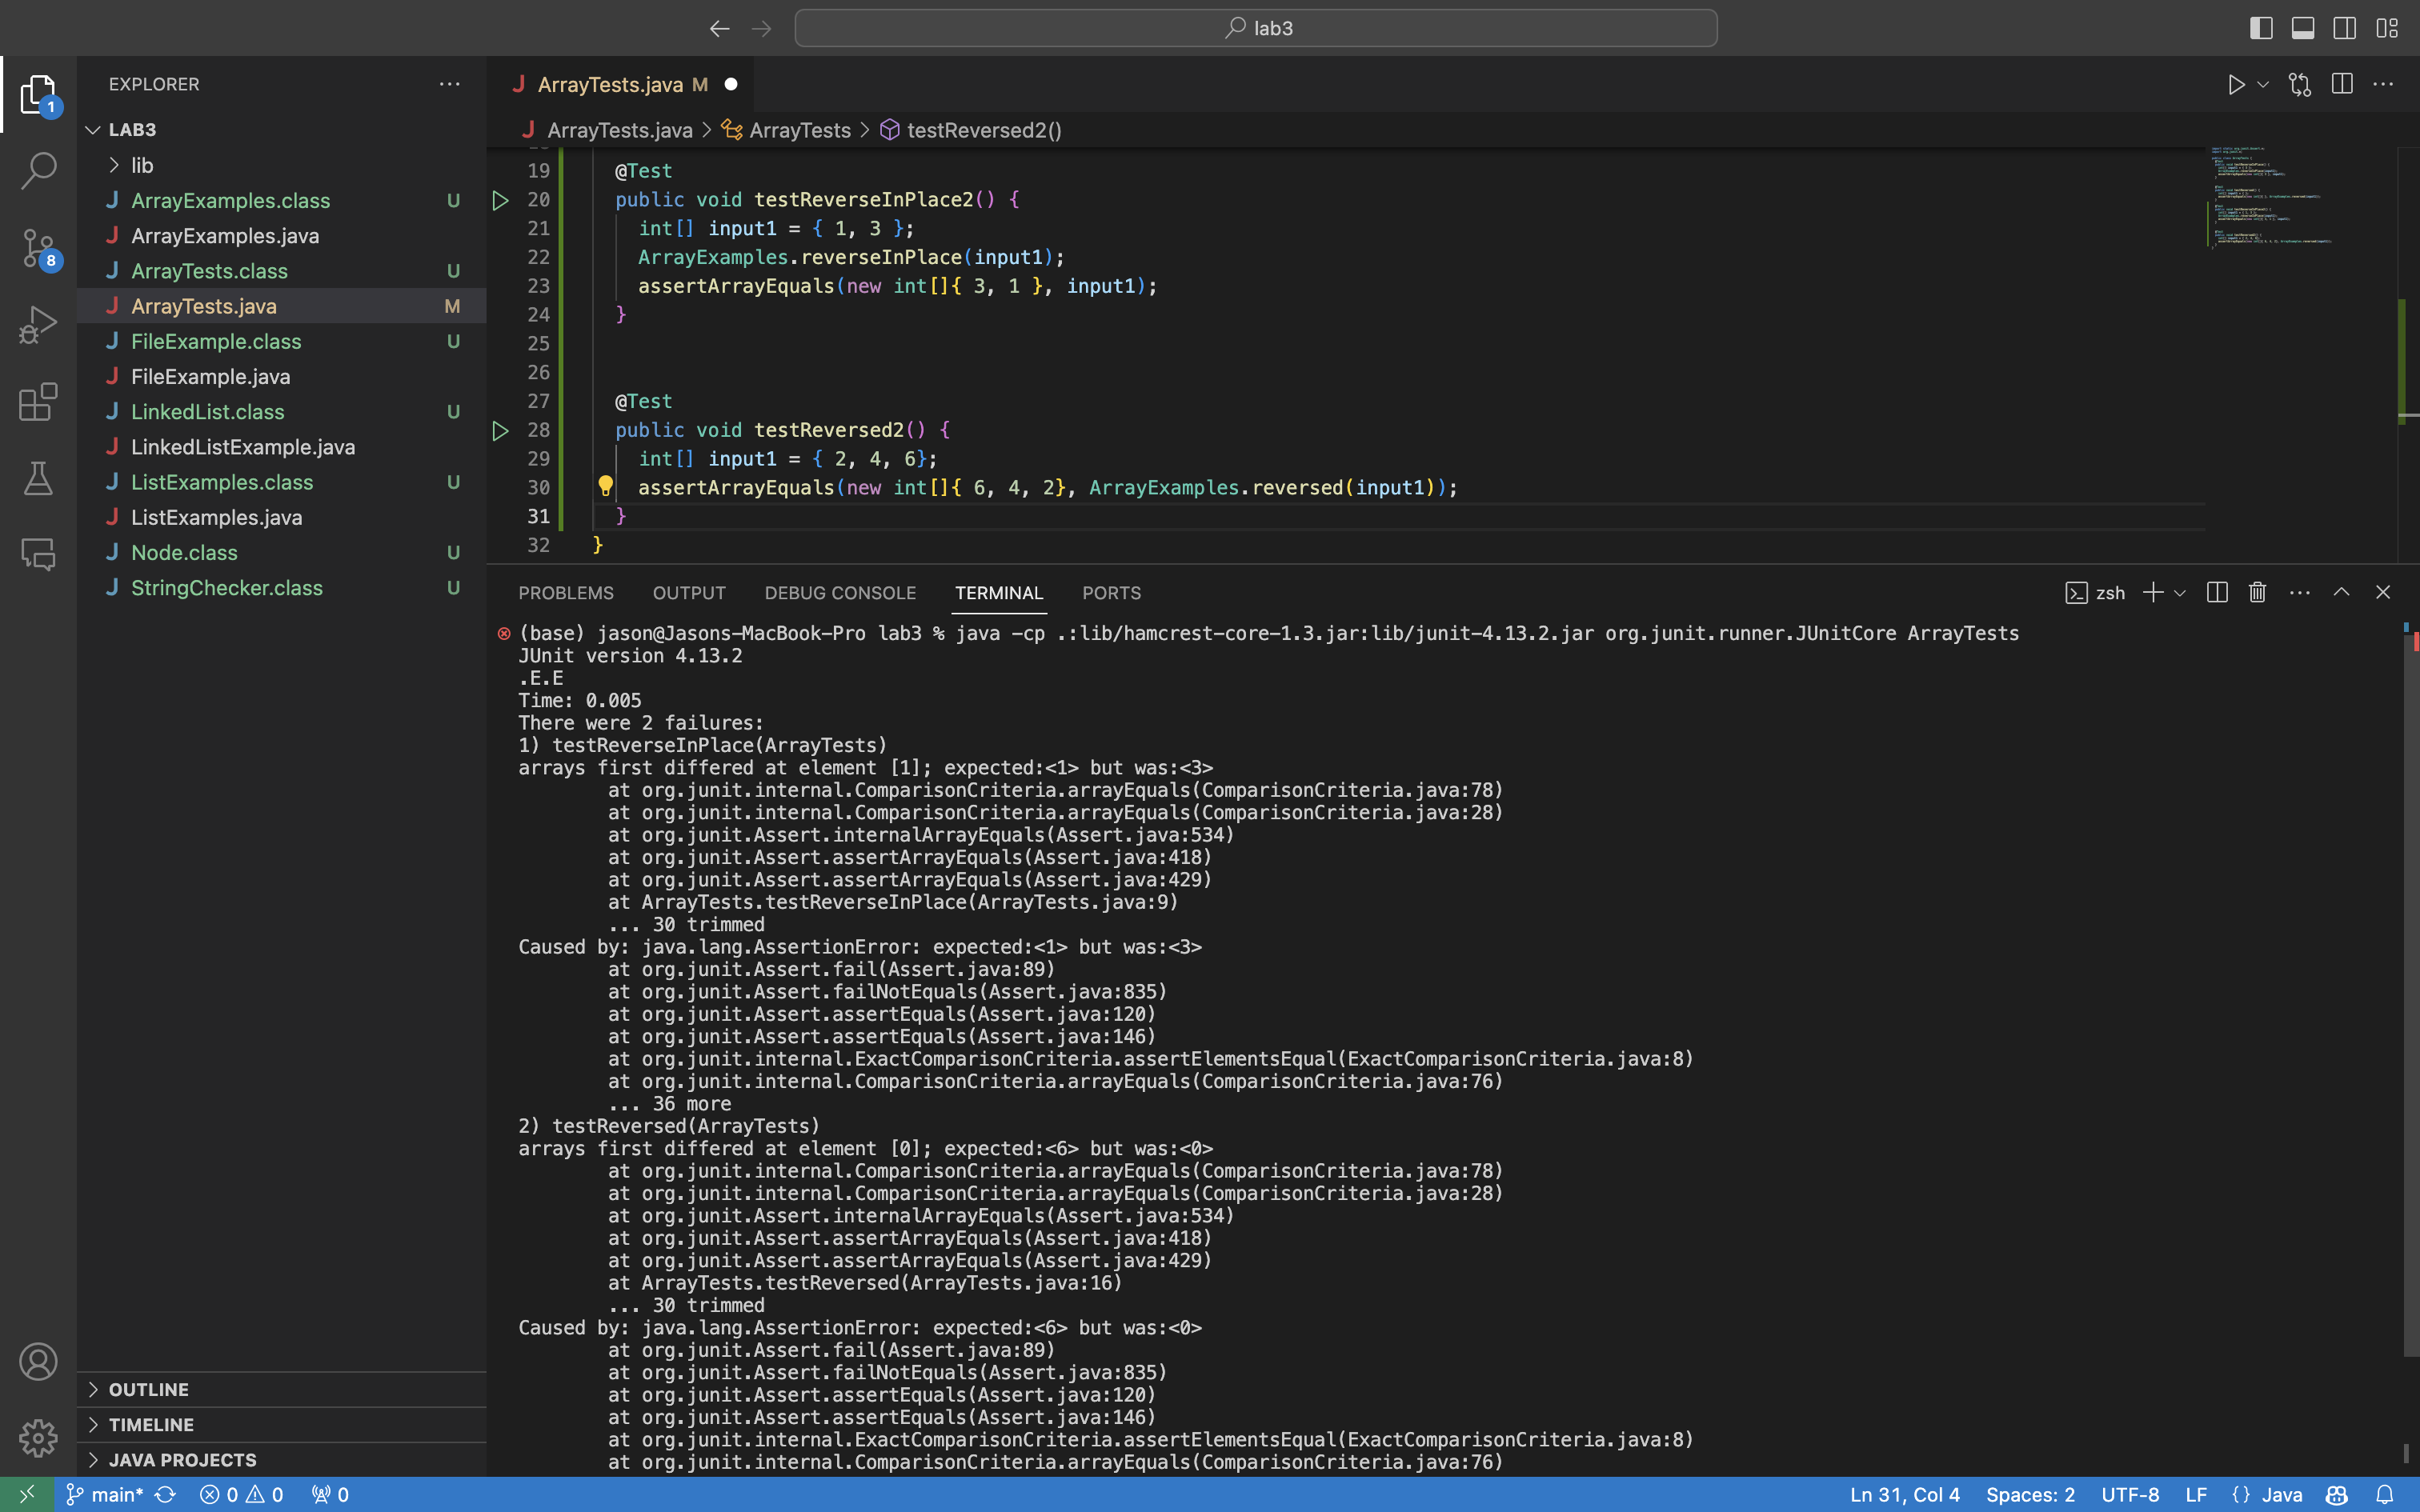 lab3
EXPLORER
LAB3
lib
ArrayExamples.class U
ArrayExamples.java
ArrayTests.class U
ArrayTests.java M
FileExample.class U
FileExample.java
LinkedList.class U
LinkedListExample.java
ListExamples.class U
ListExamples.java
Node.class U
StringChecker.class U
OUTLINE
TIMELINE
JAVA PROJECTS
1
8
ArrayTests.java M
ArrayTests.java > ArrayTests > testReversed2()
19 @Test
20 public void testReverseInPlace2() {
21 int[] input1 = { 1, 3 };
22 ArrayExamples.reverseInPlace(input1);
23 assertArrayEquals(new int[]{ 3, 1 }, input1);
24 }
25
26
27 @Test
28 public void testReversed2() {
29 int[] input1 = { 2, 4, 6};
30 assertArrayEquals(new int[]{ 6, 4, 2}, ArrayExamples.reversed(input1));
31 }
32 }
PROBLEMS OUTPUT DEBUG CONSOLE TERMINAL PORTS zsh
(base) jason@Jasons-MacBook-Pro lab3 % java -cp .:lib/hamcrest-core-1.3.jar:lib/junit-4.13.2.jar org.junit.runner.JUnitCore ArrayTests
JUnit version 4.13.2
.E.E
Time: 0.005
There were 2 failures:
1) testReverseInPlace(ArrayTests)
arrays first differed at element [1]; expected:<1> but was:<3>
at org.junit.internal.ComparisonCriteria.arrayEquals(ComparisonCriteria.java:78)
at org.junit.internal.ComparisonCriteria.arrayEquals(ComparisonCriteria.java:28)
at org.junit.Assert.internalArrayEquals(Assert.java:534)
at org.junit.Assert.assertArrayEquals(Assert.java:418)
at org.junit.Assert.assertArrayEquals(Assert.java:429)
at ArrayTests.testReverseInPlace(ArrayTests.java:9)
... 30 trimmed
Caused by: java.lang.AssertionError: expected:<1> but was:<3>
at org.junit.Assert.fail(Assert.java:89)
at org.junit.Assert.failNotEquals(Assert.java:835)
at org.junit.Assert.assertEquals(Assert.java:120)
at org.junit.Assert.assertEquals(Assert.java:146)
at org.junit.internal.ExactComparisonCriteria.assertElementsEqual(ExactComparisonCriteria.java:8)
at org.junit.internal.ComparisonCriteria.arrayEquals(ComparisonCriteria.java:76)
... 36 more
2) testReversed(ArrayTests)
arrays first differed at element [0]; expected:<6> but was:<0>
at org.junit.internal.ComparisonCriteria.arrayEquals(ComparisonCriteria.java:78)
at org.junit.internal.ComparisonCriteria.arrayEquals(ComparisonCriteria.java:28)
at org.junit.Assert.internalArrayEquals(Assert.java:534)
at org.junit.Assert.assertArrayEquals(Assert.java:418)
at org.junit.Assert.assertArrayEquals(Assert.java:429)
at ArrayTests.testReversed(ArrayTests.java:16)
... 30 trimmed
Caused by: java.lang.AssertionError: expected:<6> but was:<0>
at org.junit.Assert.fail(Assert.java:89)
at org.junit.Assert.failNotEquals(Assert.java:835)
at org.junit.Assert.assertEquals(Assert.java:120)
at org.junit.Assert.assertEquals(Assert.java:146)
at org.junit.internal.ExactComparisonCriteria.assertElementsEqual(ExactComparisonCriteria.java:8)
at org.junit.internal.ComparisonCriteria.arrayEquals(ComparisonCriteria.java:76)
main* 0 0 0 Ln 31, Col 4 Spaces: 2 UTF-8 LF {} Java